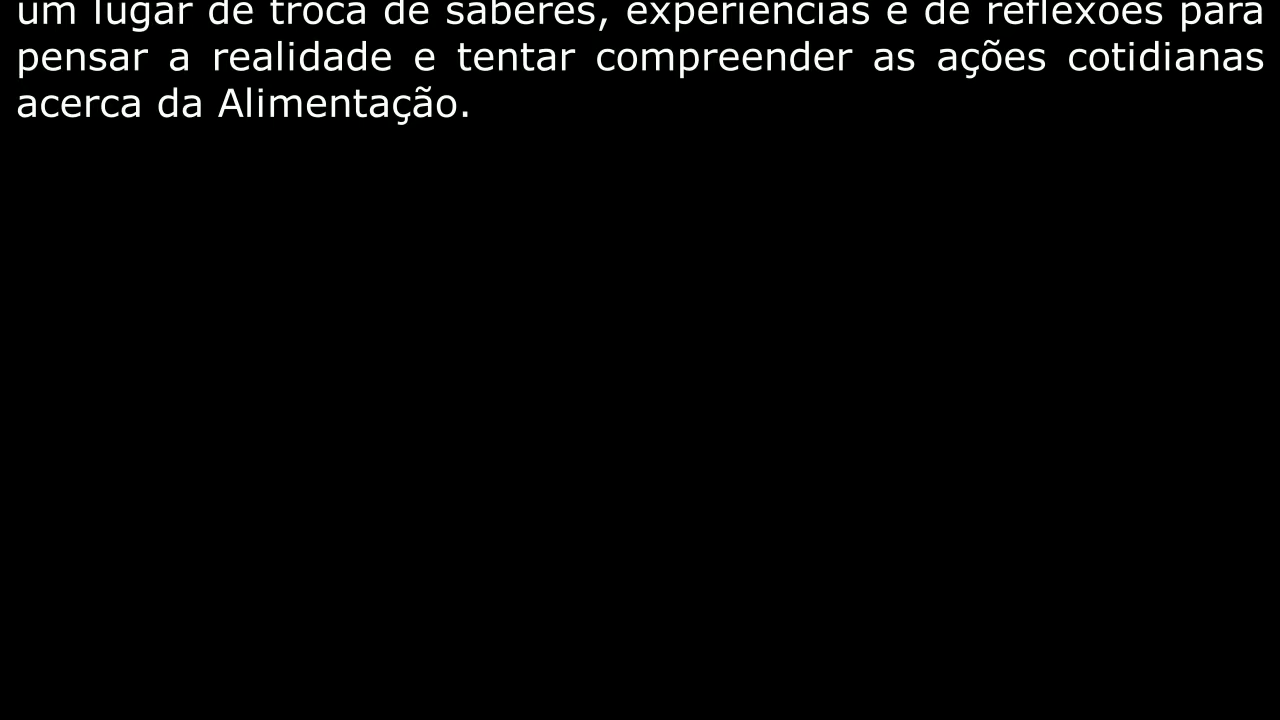 um lugar de troca de saberes, experiências e de reflexões para
pensar a realidade e tentar compreender as ações cotidianas
acerca da Alimentação.